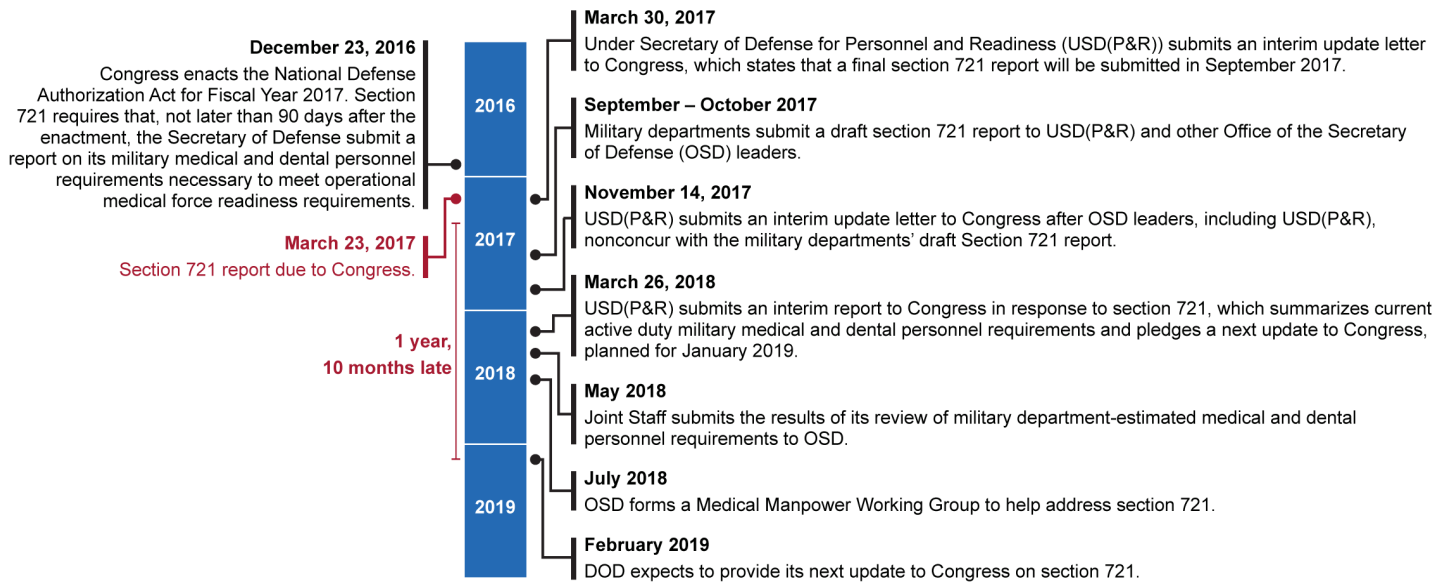 December 23, 2016
Congress enacts the National Defense
Authorization Act for Fiscal Year 2017. Section
721 requires that, not later than 90 days after the
enactment, the Secretary of Defense submit a
report on its military medical and dental personnel
requirements necessary to meet operational
medical force readiness requirements.
March 23, 2017
Section 721 report due to Congress.
1 year,
10 months late
2016
2017
2018
2019
March 30, 2017
Under Secretary of Defense for Personnel and Readiness (USD(P&R)) submits an interim update letter
to Congress, which states that a final section 721 report will be submitted in September 2017.
September – October 2017
Military departments submit a draft section 721 report to USD(P&R) and other Office of the Secretary
of Defense (OSD) leaders.
November 14, 2017
USD(P&R) submits an interim update letter to Congress after OSD leaders, including USD(P&R),
nonconcur with the military departments' draft Section 721 report.
March 26, 2018
USD(P&R) submits an interim report to Congress in response to section 721, which summarizes current
active duty military medical and dental personnel requirements and pledges a next update to Congress,
planned for January 2019.
May 2018
Joint Staff submits the results of its review of military department-estimated medical and dental
personnel requirements to OSD.
July 2018
OSD forms a Medical Manpower Working Group to help address section 721.
February 2019
DOD expects to provide its next update to Congress on section 721.